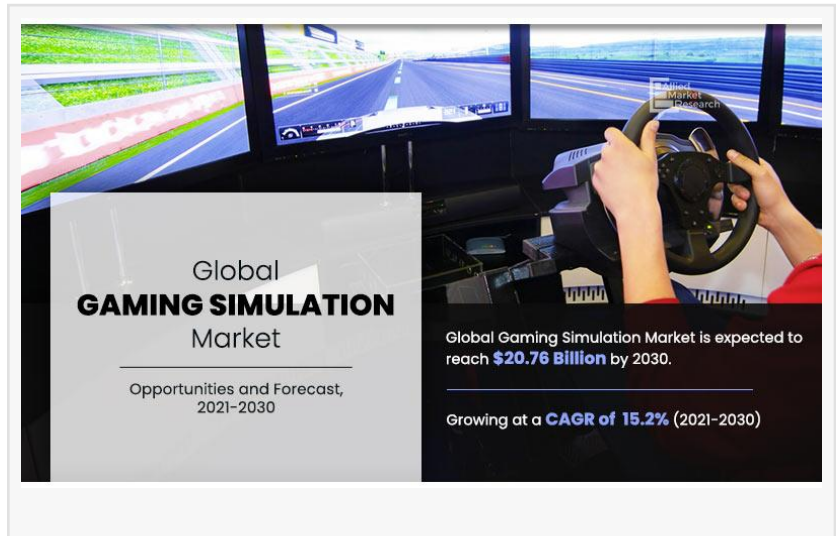 Allied
Market
Research
Global
GAMING SIMULATION
Market
Opportunities and Forecast,
2021-2030
Global Gaming Simulation Market is expected to
reach $20.76 Billion by 2030.
Growing at a CAGR of 15.2% (2021-2030)